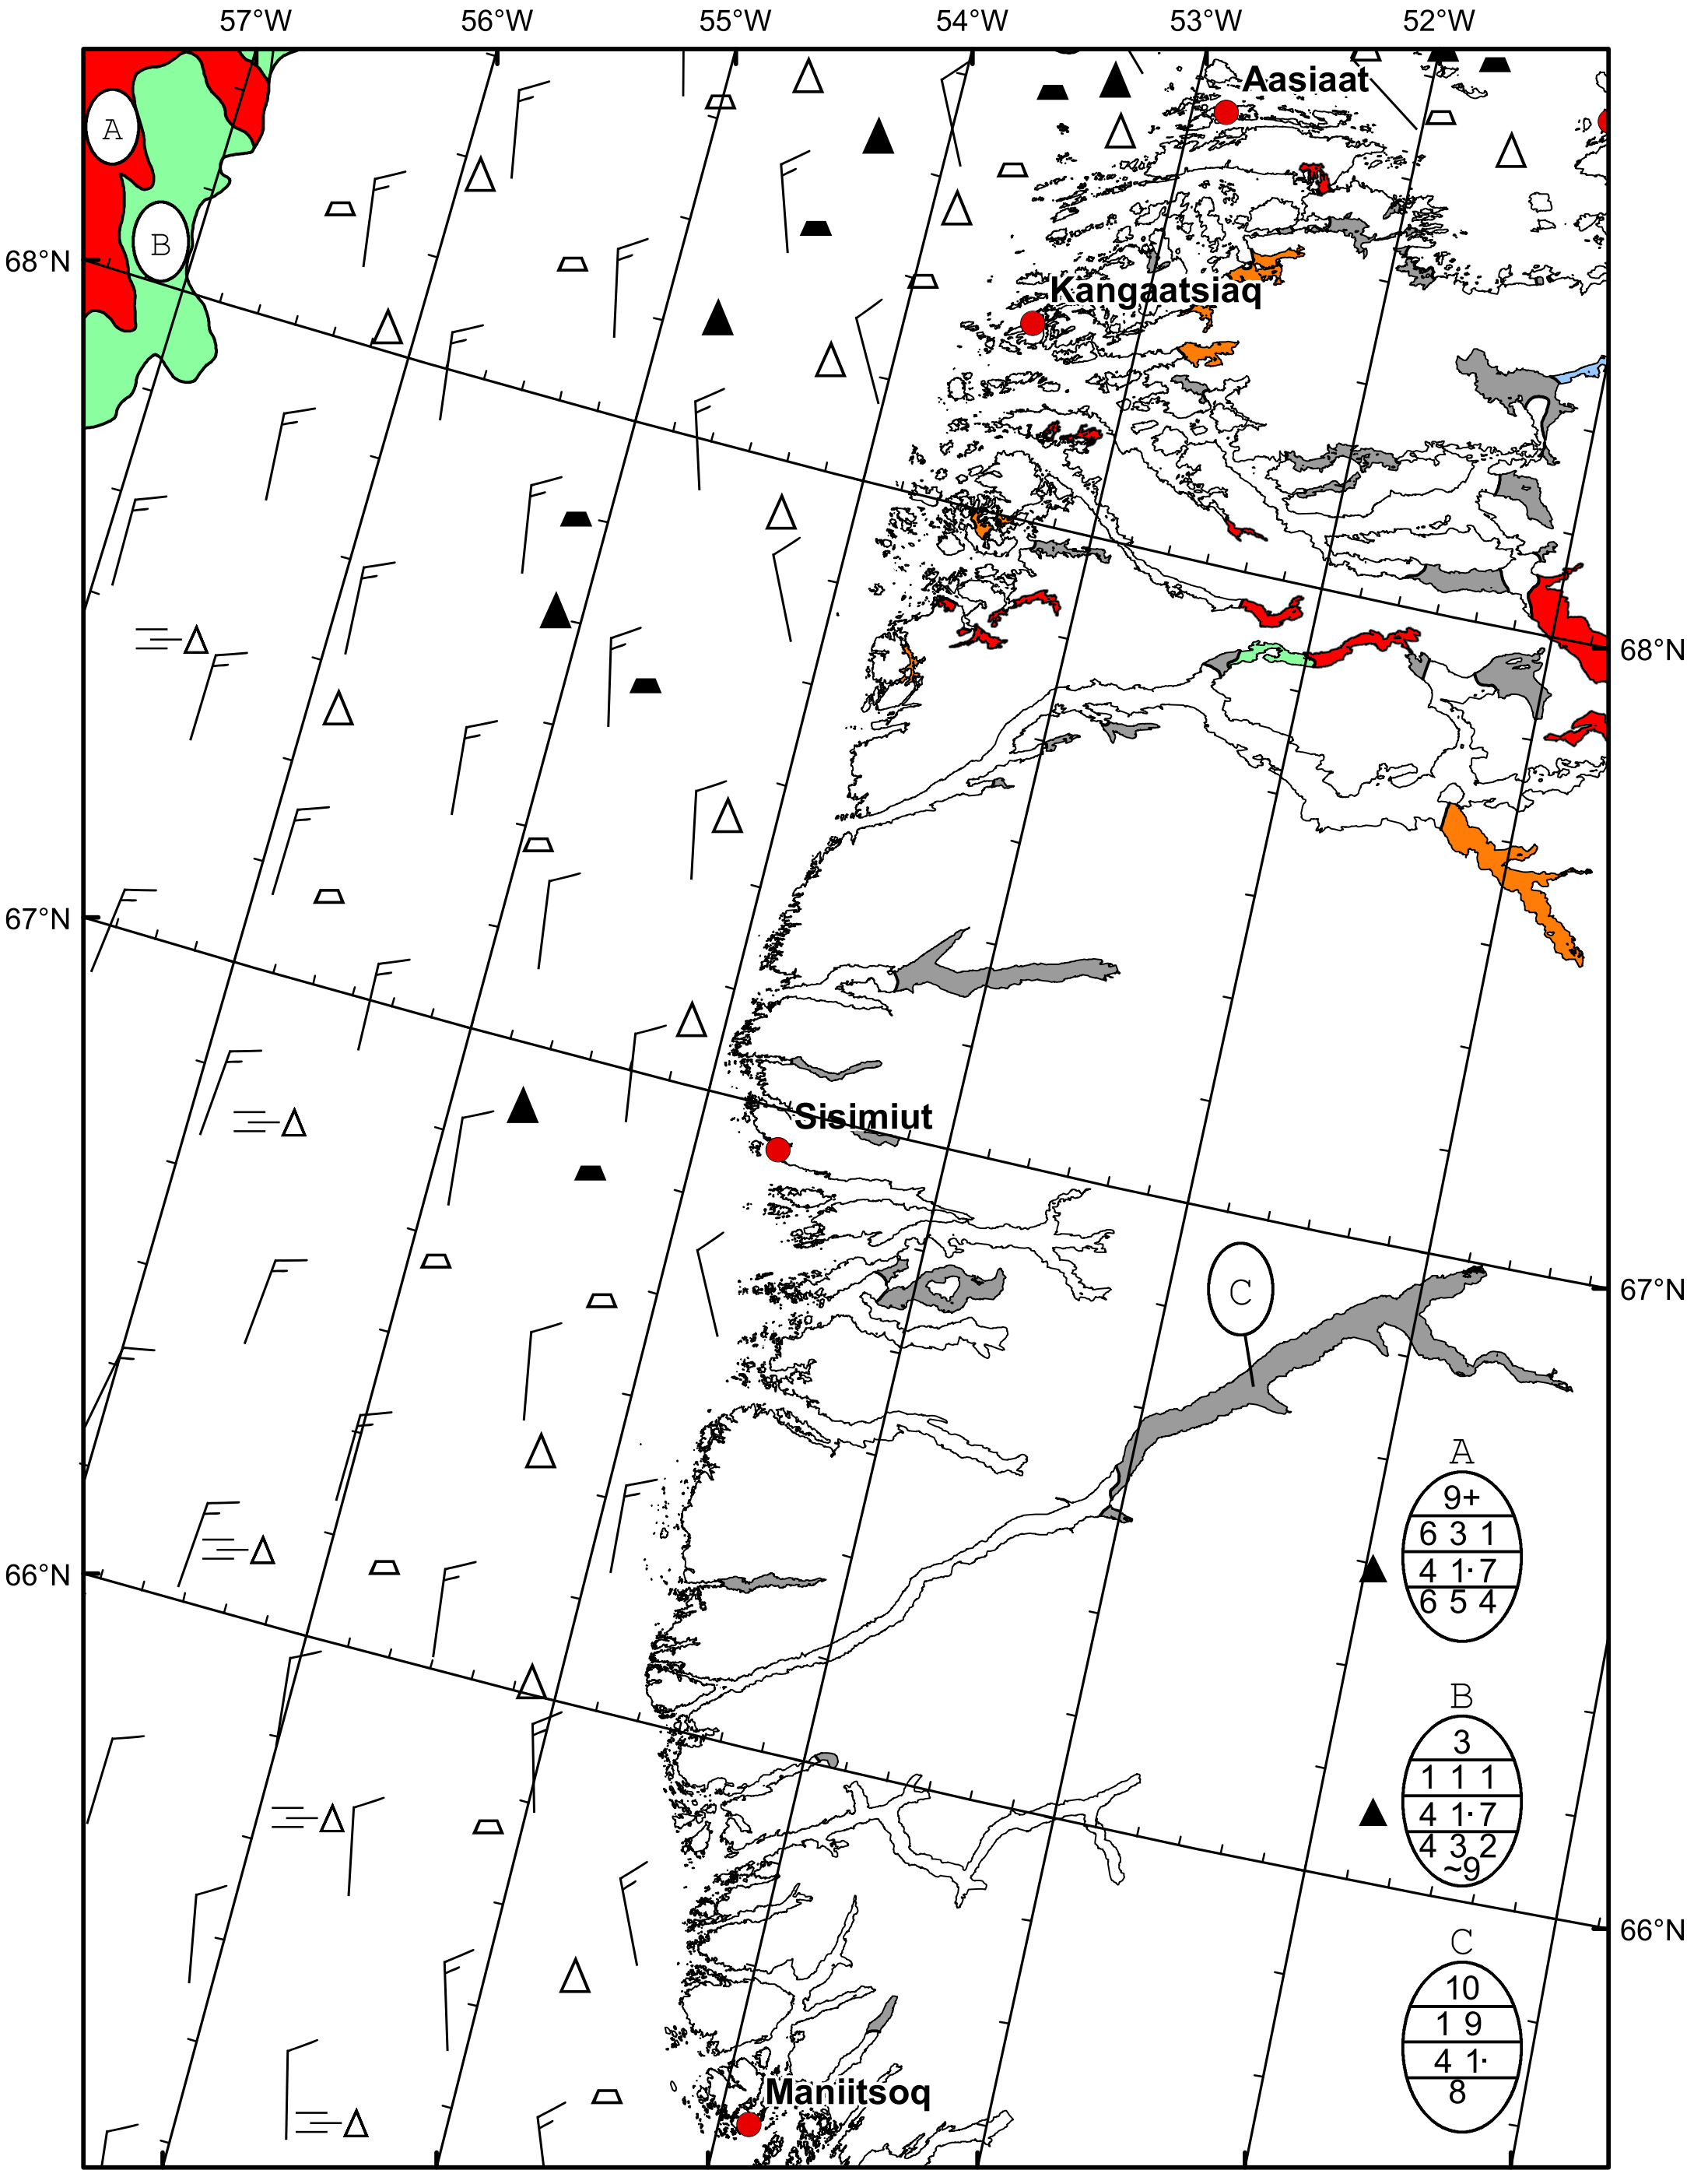 57°W 56°W 55°W 54°W 53°W 52°W
Aasiaat
A
B
68°N
Kangaatsiaq
68°N
67°N
Sisimiut
67°N
C
A
9+
6 3 1
4 1· 7
6 5 4
66°N
B
3
1 1 1
4 1· 7
4 3 2
~9
66°N
C
10
1 9
4 1·
8
Maniitsoq